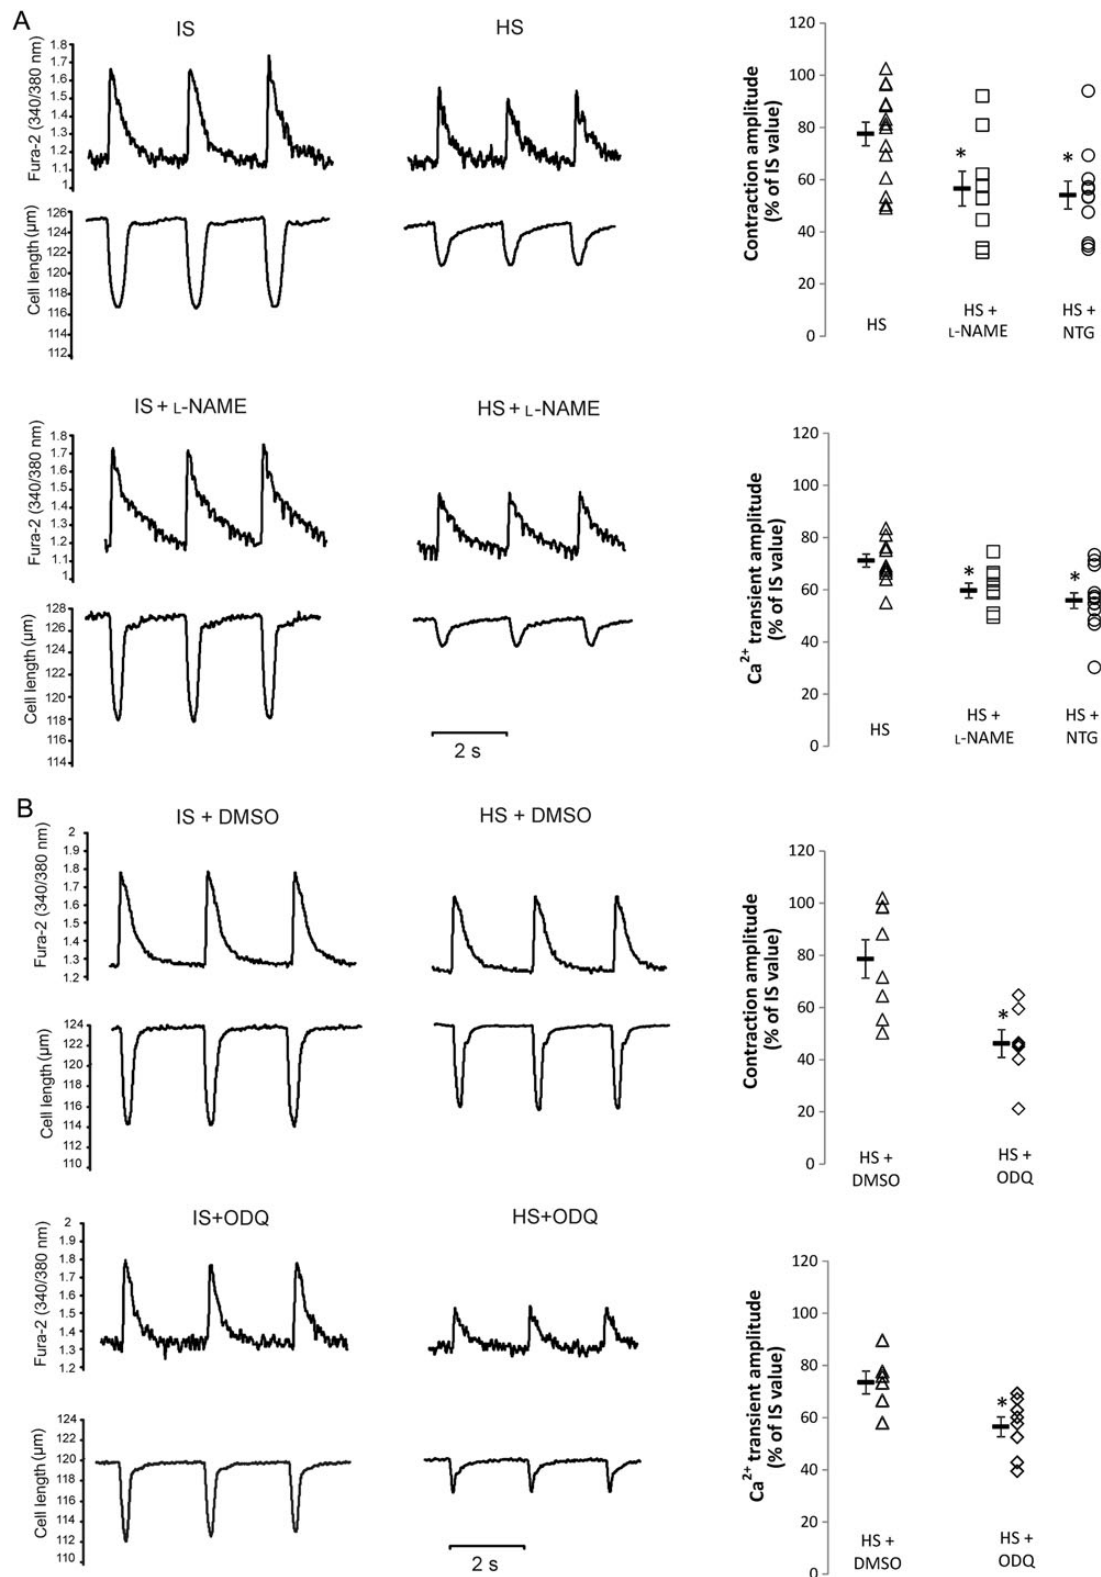 A
IS
HS
Fura-2 (340/380 nm)
1.8
1.7
1.6
1.5
1.4
1.3
1.2
1.1
1
Cell length (µm)
126
124
122
120
118
116
114
112
Contraction amplitude
(% of IS value)
120
100
80
60
40
20
0
*
*
HS
HS +
L-NAME
HS +
NTG
IS + L-NAME
HS + L-NAME
Fura-2 (340/380 nm)
1.8
1.7
1.6
1.5
1.4
1.3
1.2
1.1
1
Cell length (µm)
128
126
124
122
120
118
116
114
2 s
Ca2+ transient amplitude
(% of IS value)
120
100
80
60
40
20
0
*
*
HS
HS +
L-NAME
HS +
NTG
B
IS + DMSO
HS + DMSO
Fura-2 (340/380 nm)
2
1.9
1.8
1.7
1.6
1.5
1.4
1.3
1.2
Cell length (µm)
124
122
120
118
116
114
112
110
Contraction amplitude
(% of IS value)
120
100
80
60
40
20
0
*
HS +
DMSO
HS +
ODQ
IS+ODQ
HS+ODQ
Fura-2 (340/380 nm)
2
1.9
1.8
1.7
1.6
1.5
1.4
1.3
1.2
Cell length (µm)
124
122
120
118
116
114
112
110
2 s
Ca2+ transient amplitude
(% of IS value)
120
100
80
60
40
20
0
*
HS +
DMSO
HS +
ODQ